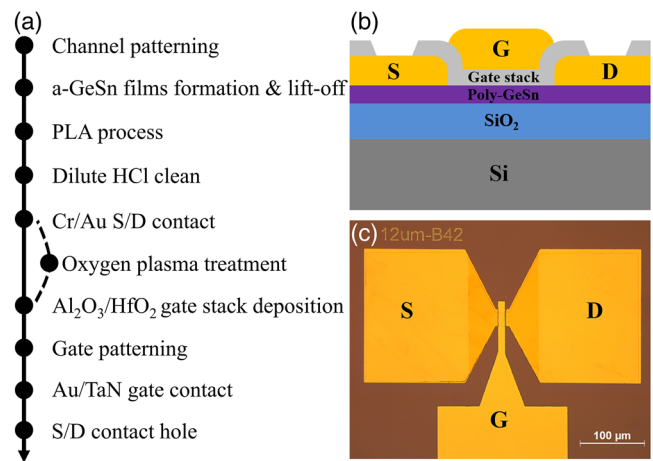 (a)
Channel patterning
a-GeSn films formation & lift-off
PLA process
Dilute HCl clean
Cr/Au S/D contact
Oxygen plasma treatment
Al₂O₃/HfO₂ gate stack deposition
Gate patterning
Au/TaN gate contact
S/D contact hole
(b)
G
S
Gate stack
D
Poly-GeSn
SiO₂
Si
(c)
12um-B42
S
D
G
100 µm